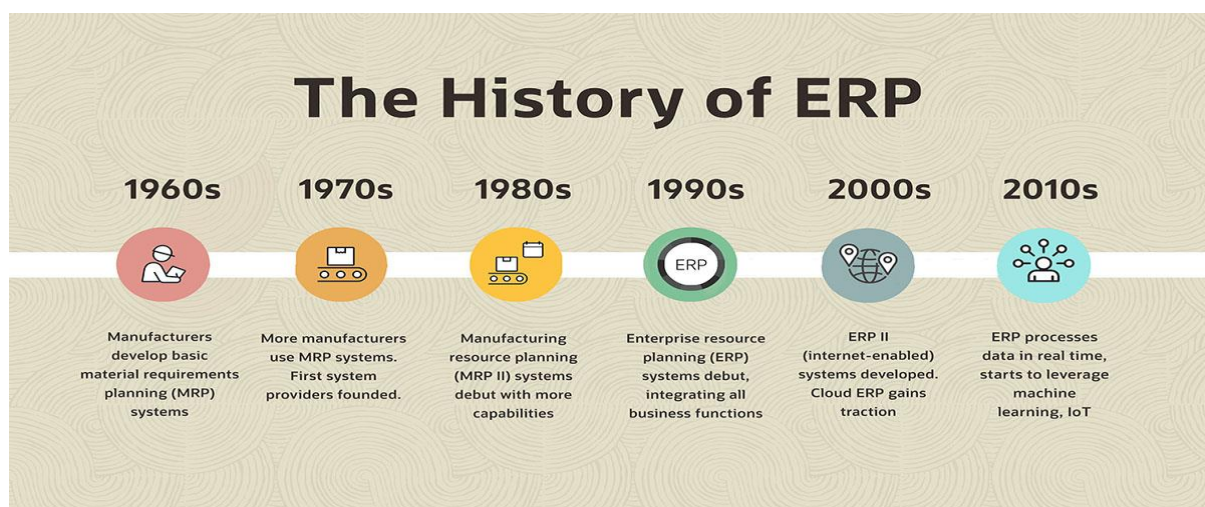 The History of ERP
1960s
1970s
1980s
1990s
2000s
2010s
ERP
Manufacturers
develop basic
material requirements
planning (MRP)
systems
More manufacturers
use MRP systems.
First system
providers founded.
Manufacturing
resource planning
(MRP II) systems
debut with more
capabilities
Enterprise resource
planning (ERP)
systems debut,
integrating all
business functions
ERP II
(internet-enabled)
systems developed.
Cloud ERP gains
traction
ERP processes
data in real time,
starts to leverage
machine
learning, IoT